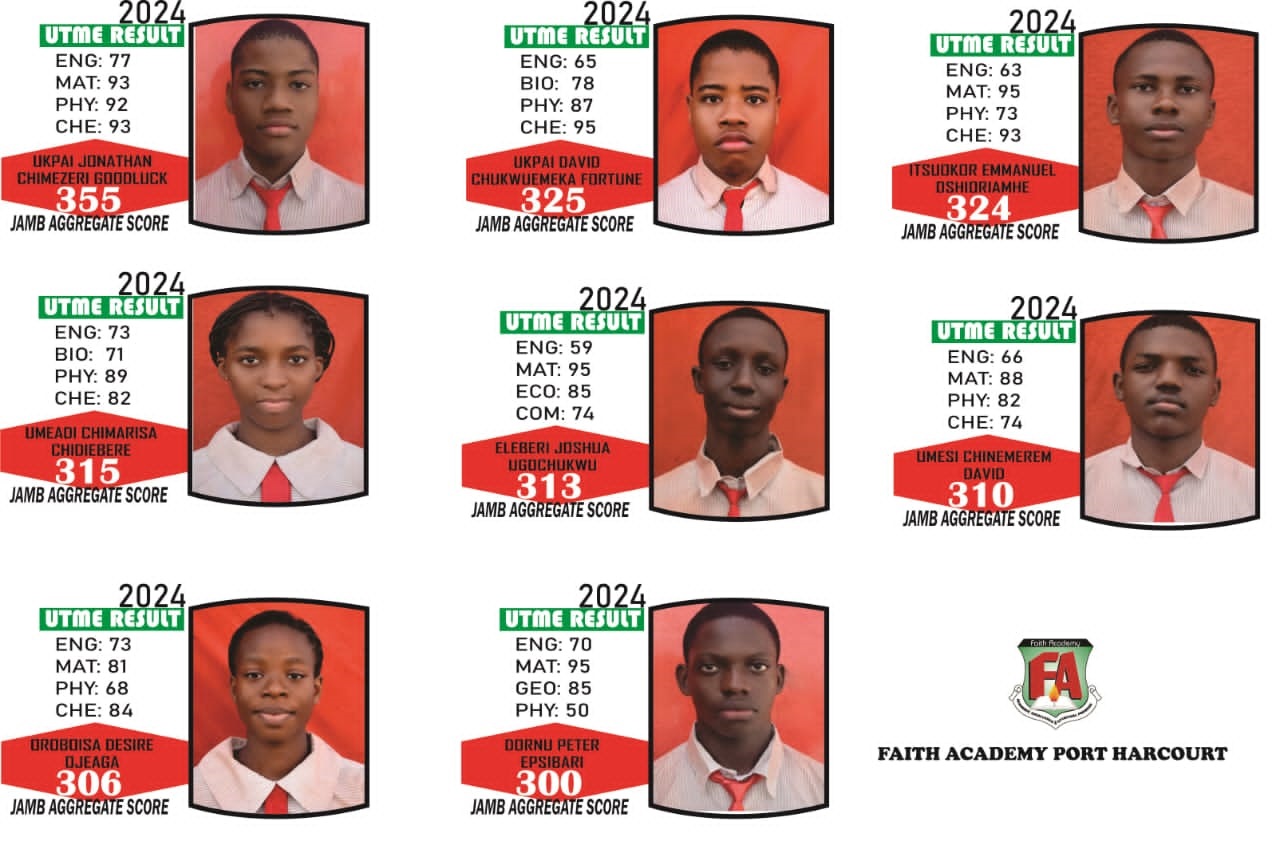 2024
UTME RESULT
ENG: 77
MAT: 93
PHY: 92
CHE: 93
UKPAI JONATHAN
CHIMEZERI GOODLUCK
355
JAMB AGGREGATE SCORE
2024
UTME RESULT
ENG: 65
BIO: 78
PHY: 87
CHE: 95
UKPAI DAVID
CHUKWUEMEKA FORTUNE
325
JAMB AGGREGATE SCORE
2024
UTME RESULT
ENG: 63
MAT: 95
PHY: 73
CHE: 93
ITSUOKOR EMMANUEL
OSHIORIAMHE
324
JAMB AGGREGATE SCORE
2024
UTME RESULT
ENG: 73
BIO: 71
PHY: 89
CHE: 82
UMEADI CHIMARISA
CHIDIEBERE
315
JAMB AGGREGATE SCORE
2024
UTME RESULT
ENG: 59
MAT: 95
ECO: 85
COM: 74
ELEBERI JOSHUA
UGOCHUKWU
313
JAMB AGGREGATE SCORE
2024
UTME RESULT
ENG: 66
MAT: 88
PHY: 82
CHE: 74
UMESI CHINEMEREM
DAVID
310
JAMB AGGREGATE SCORE
2024
UTME RESULT
ENG: 73
MAT: 81
PHY: 68
CHE: 84
OROBOISA DESIRE
OJEAGA
306
JAMB AGGREGATE SCORE
2024
UTME RESULT
ENG: 70
MAT: 95
GEO: 85
PHY: 50
DORNU PETER
EPSIBARI
300
JAMB AGGREGATE SCORE
Faith Academy
FA
FAITH ACADEMY PORT HARCOURT